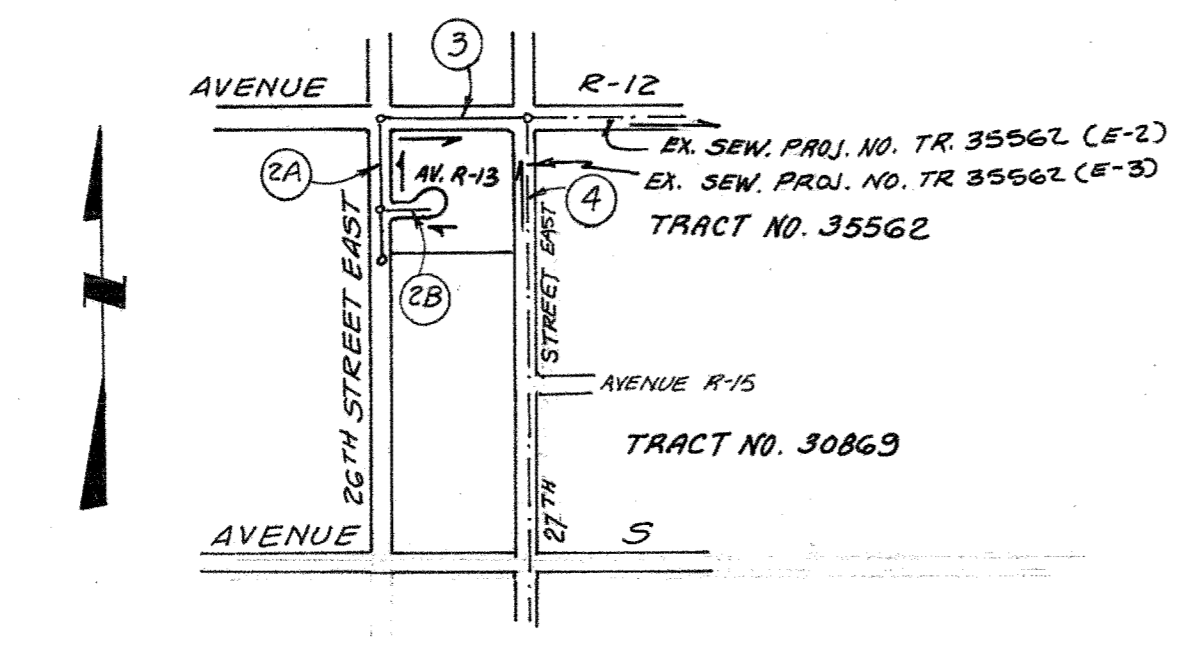 3
AVENUE R-12
EX. SEW. PROJ. NO. TR. 35562 (E-2)
2A
AV. R-13
EX. SEW. PROJ. NO. TR 35562 (E-3)
4
TRACT NO. 35562
2B
26TH STREET EAST
27TH STREET EAST
AVENUE R-15
N
TRACT NO. 30869
AVENUE S